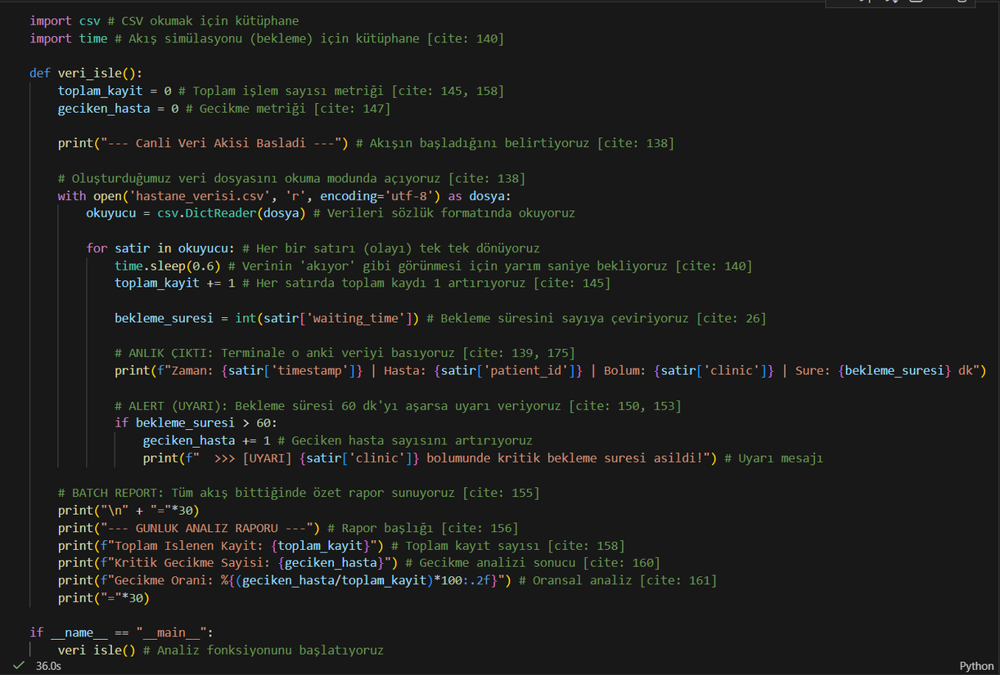 import csv # CSV okumak için kütüphane
import time # Akış simülasyonu (bekleme) için kütüphane [cite: 140]
def veri_isle():
toplam_kayit = 0 # Toplam işlem sayısı metriği [cite: 145, 158]
geciken_hasta = 0 # Gecikme metriği [cite: 147]
print("--- Canli Veri Akisi Basladi ---") # Akışın başladığını belirtiyoruz [cite: 138]
# Oluşturduğumuz veri dosyasını okuma modunda açıyoruz [cite: 138]
with open('hastane_verisi.csv', 'r', encoding='utf-8') as dosya:
okuyucu = csv.DictReader(dosya) # Verileri sözlük formatında okuyoruz
for satir in okuyucu: # Her bir satırı (olayı) tek tek dönüyoruz
time.sleep(0.6) # Verinin 'akıyor' gibi görünmesi için yarım saniye bekliyoruz [cite: 140]
toplam_kayit += 1 # Her satırda toplam kaydı 1 artırıyoruz [cite: 145]
bekleme_suresi = int(satir['waiting_time']) # Bekleme süresini sayıya çeviriyoruz [cite: 26]
# ANLIK ÇIKTI: Terminale o anki veriyi basıyoruz [cite: 139, 175]
print(f"Zaman: {satir['timestamp']} | Hasta: {satir['patient_id']} | Bolum: {satir['clinic']} | Sure: {bekleme_suresi} dk")
# ALERT (UYARI): Bekleme süresi 60 dk'yı aşarsa uyarı veriyoruz [cite: 150, 153]
if bekleme_suresi > 60:
geciken_hasta += 1 # Geciken hasta sayısını artırıyoruz
print(f"  >>> [UYARI] {satir['clinic']} bolumunde kritik bekleme suresi asildi!") # Uyarı mesajı
# BATCH REPORT: Tüm akış bittiğinde özet rapor sunuyoruz [cite: 155]
print("\n" + "="*30)
print("--- GUNLUK ANALIZ RAPORU ---") # Rapor başlığı [cite: 156]
print(f"Toplam Islenen Kayit: {toplam_kayit}") # Toplam kayıt sayısı [cite: 158]
print(f"Kritik Gecikme Sayisi: {geciken_hasta}") # Gecikme analizi sonucu [cite: 160]
print(f"Gecikme Orani: %{(geciken_hasta/toplam_kayit)*100:.2f}") # Oransal analiz [cite: 161]
print("="*30)
if __name__ == "__main__":
veri_isle() # Analiz fonksiyonunu başlatıyoruz
36.0s
Python